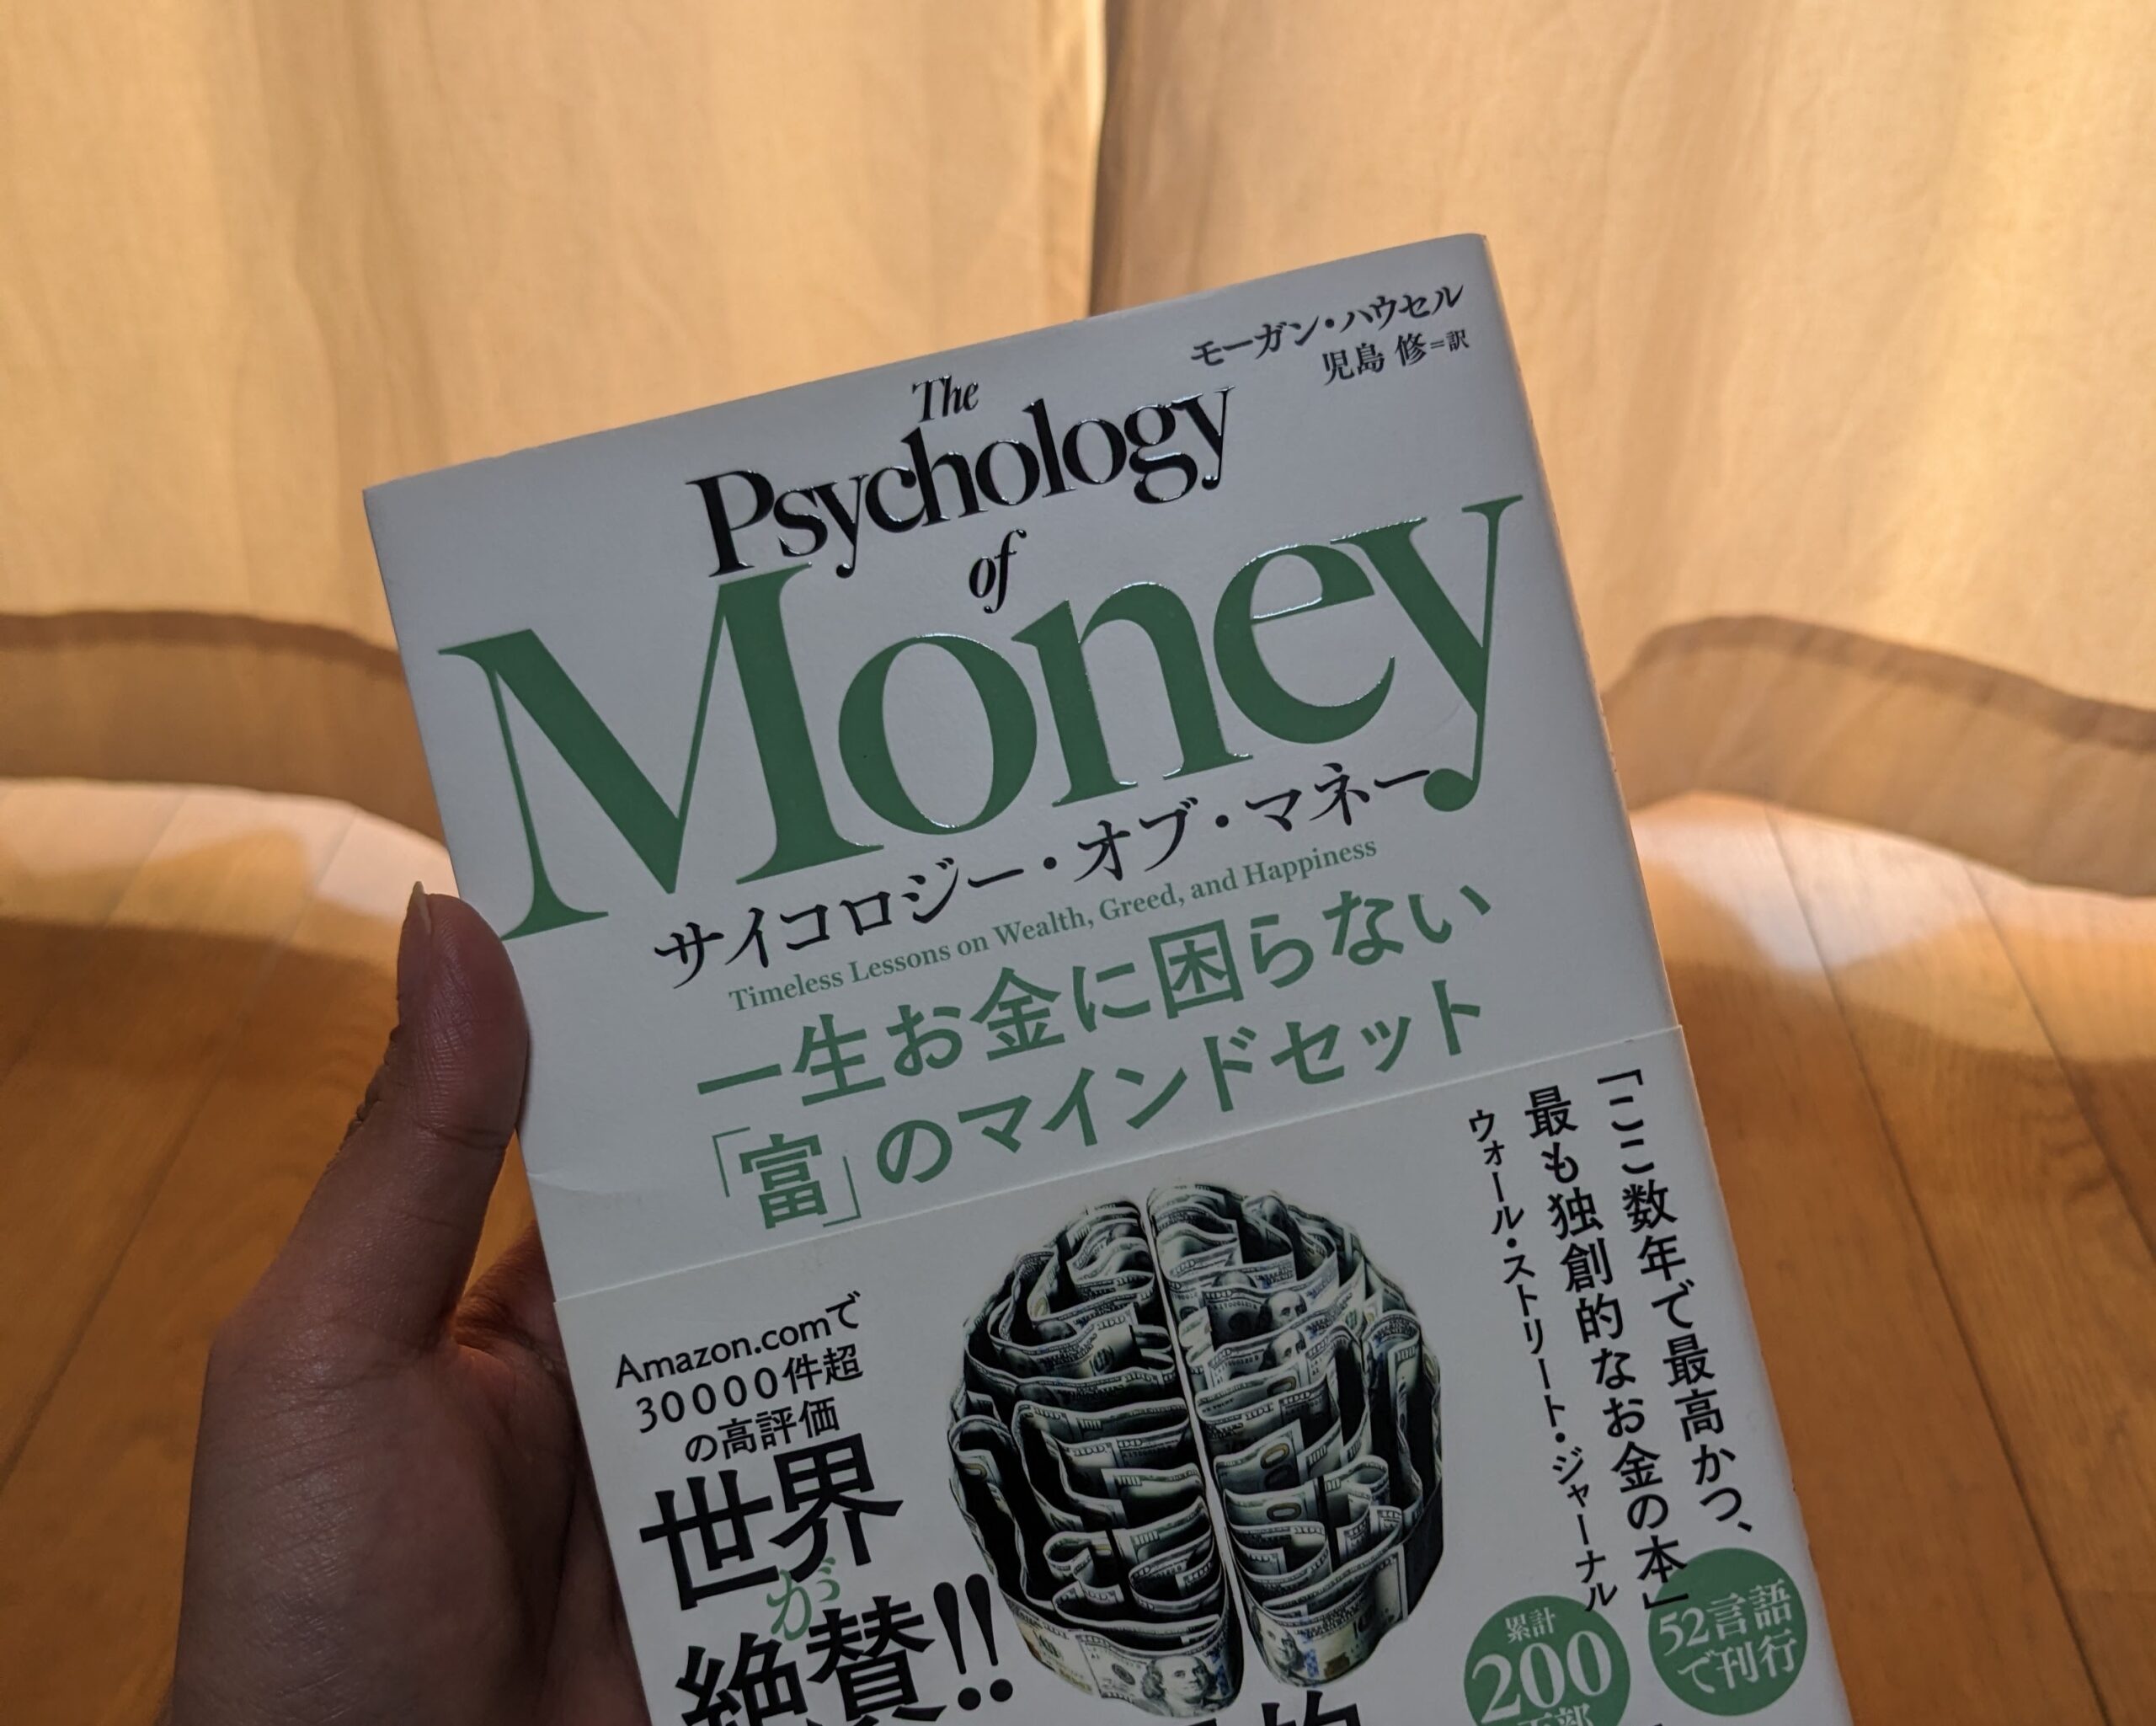 モーガン・ハウセル
児島 修=訳
The
Psychology
of
Money
サイコロジー・オブ・マネー
Timeless Lessons on Wealth, Greed, and Happiness
一生お金に困らない
「富」のマインドセット
「ここ数年で最高かつ、
最も独創的なお金の本」
ウォール・ストリート・ジャーナル
Amazon.comで
30000件超
の高評価
世界
が
絶賛!!
52言語
で刊行
累計
200